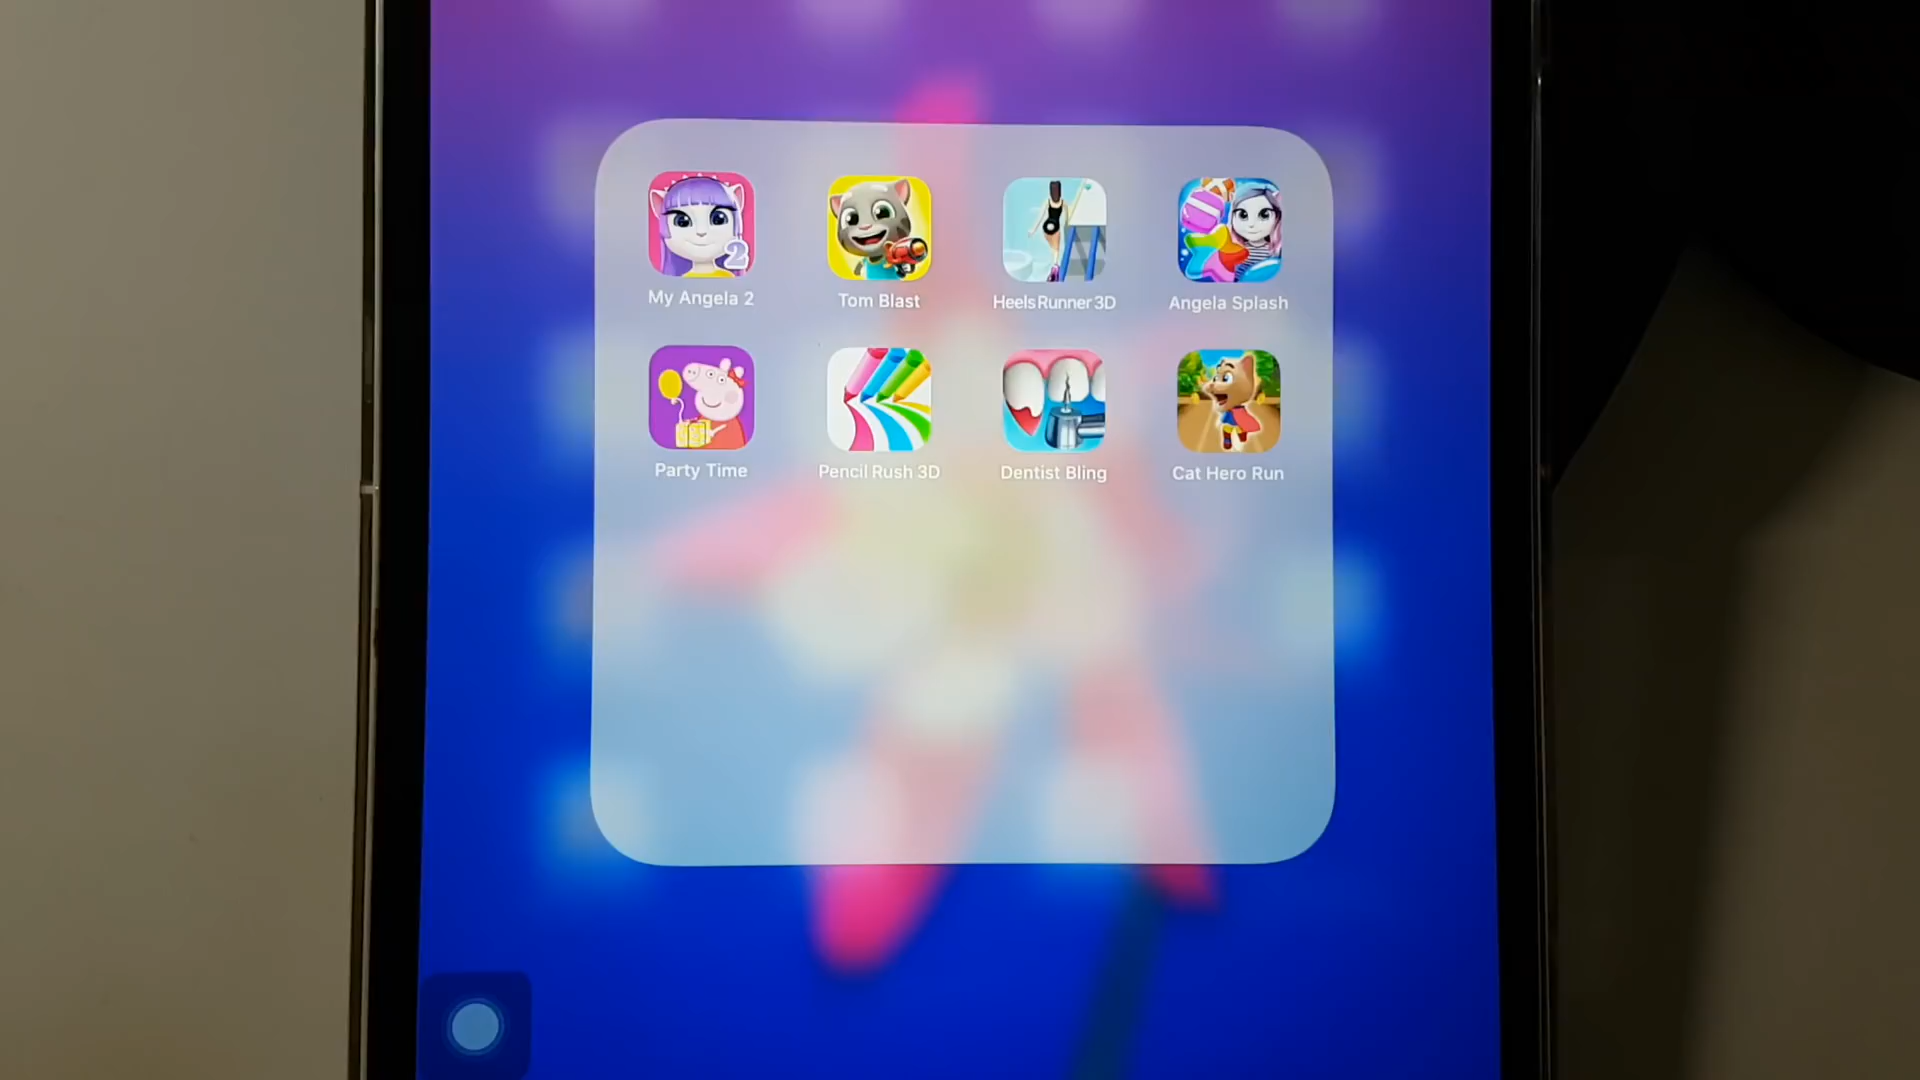 My Angela 2
Tom Blast
Heels Runner 3D
Angela Splash
2
Party Time
Pencil Rush 3D
Dentist Bling
Cat Hero Run